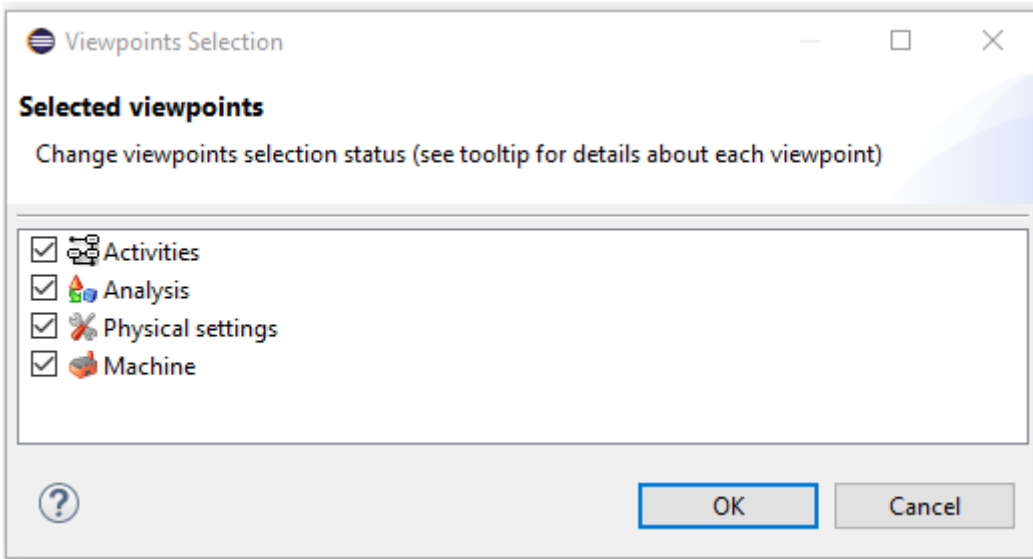 Viewpoints Selection
Selected viewpoints
Change viewpoints selection status (see tooltip for details about each viewpoint)
Activities
Analysis
Physical settings
Machine
?
OK
Cancel